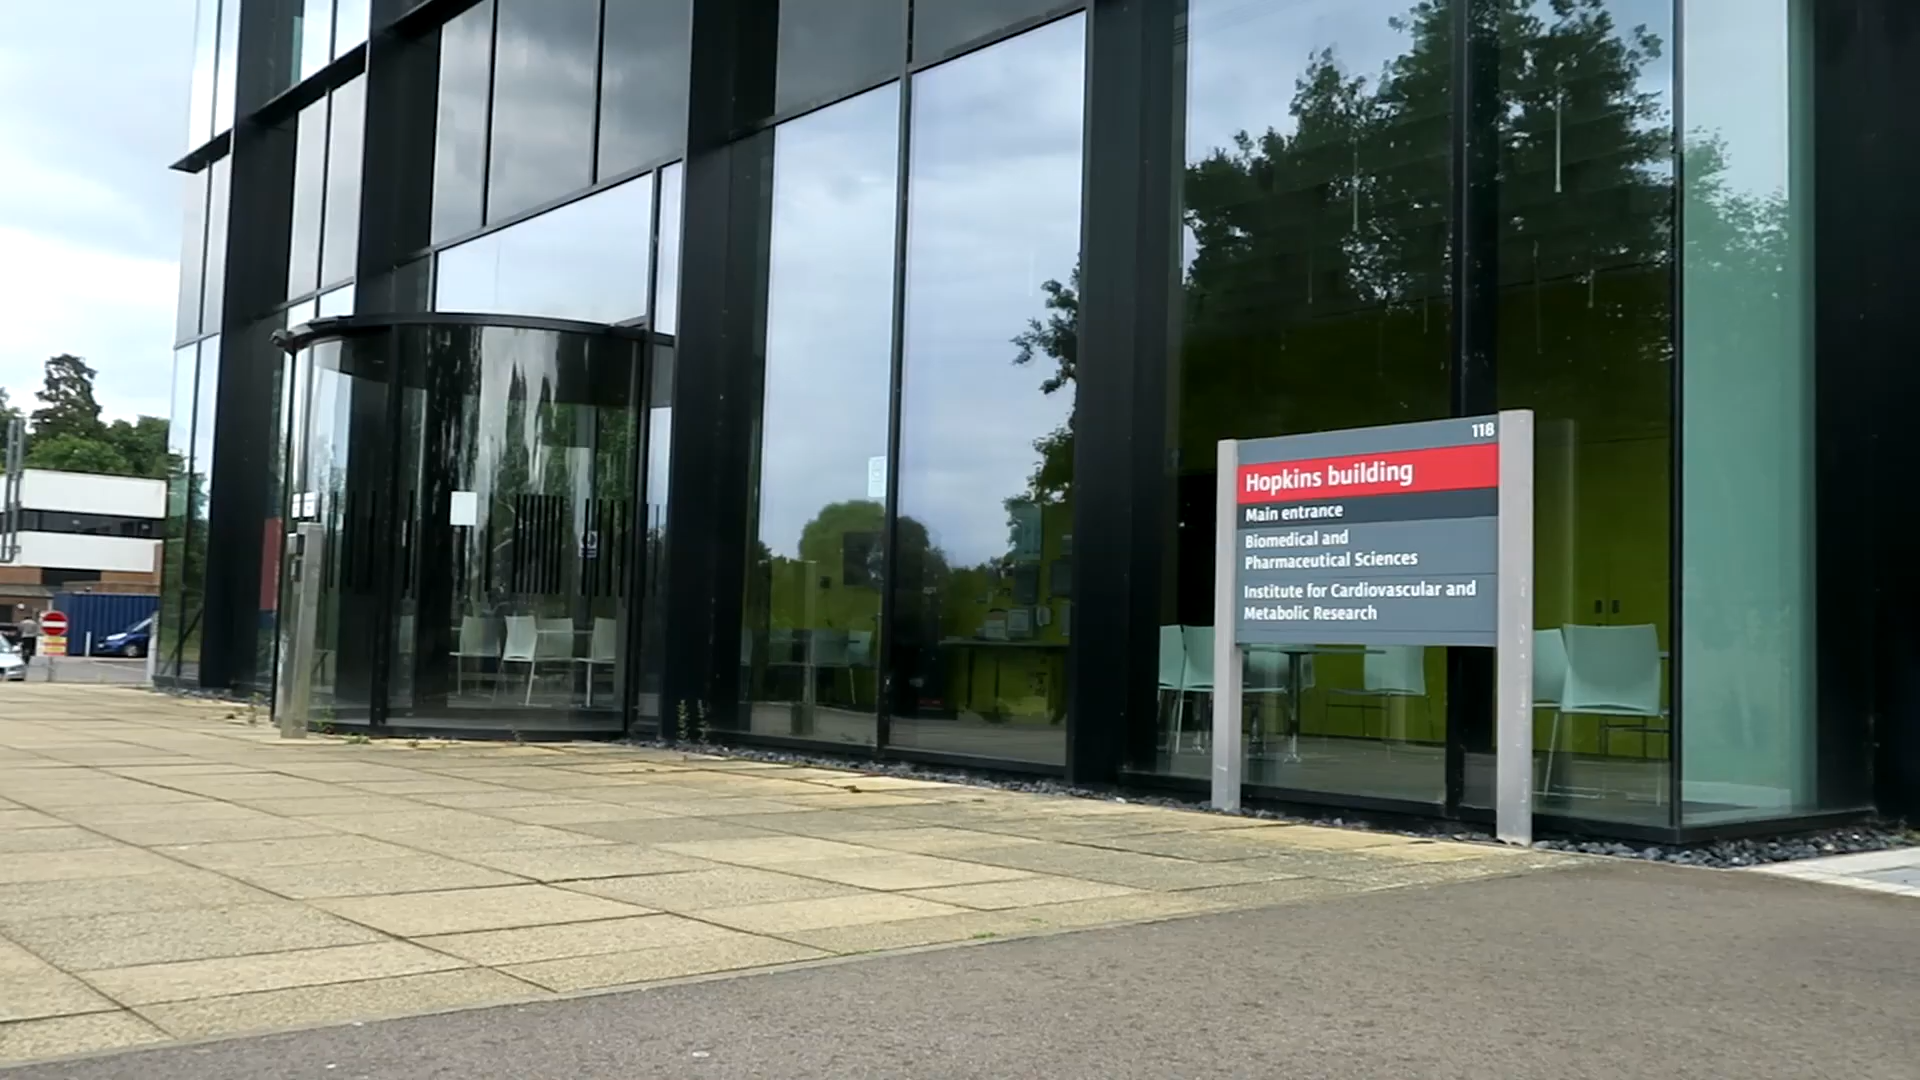 118
Hopkins building
Main entrance
Biomedical and
Pharmaceutical Sciences
Institute for Cardiovascular and
Metabolic Research